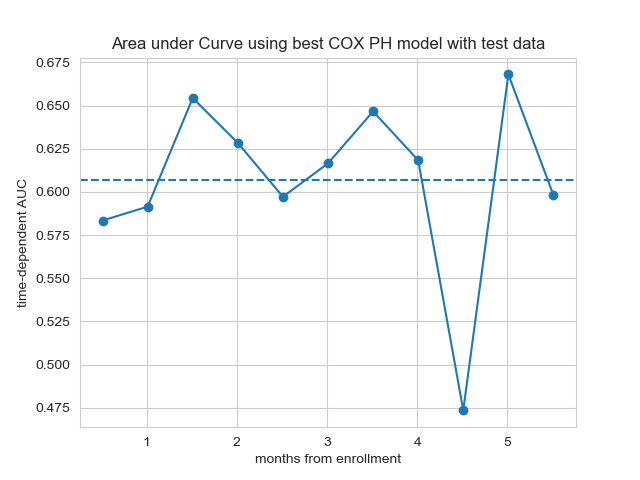 Area under Curve using best COX PH model with test data
time-dependent AUC
0.675
0.650
0.625
0.600
0.575
0.550
0.525
0.500
0.475
1 2 3 4 5
months from enrollment